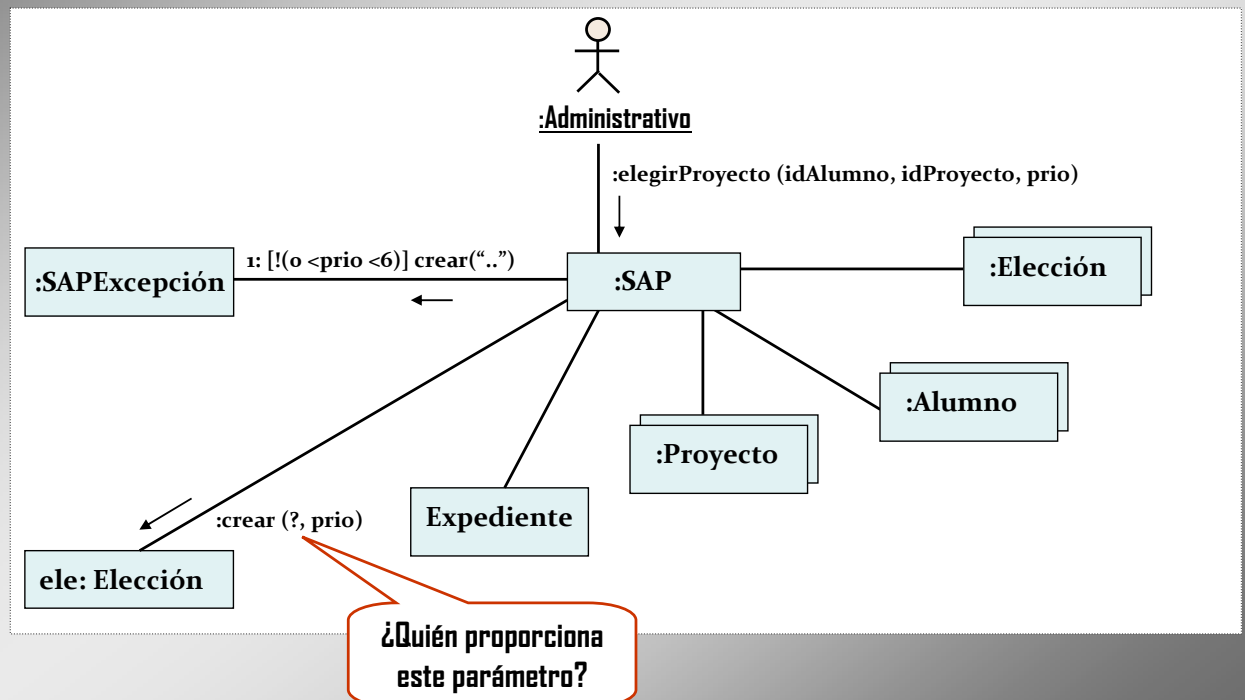 :Administrativo
:elegirProyecto (idAlumno, idProyecto, prio)
:SAPExcepción
1: [!(0 <prio <6)] crear(“..”)
:SAP
:Elección
:Alumno
:Proyecto
Expediente
:crear (?, prio)
ele: Elección
¿Quién proporciona
este parámetro?